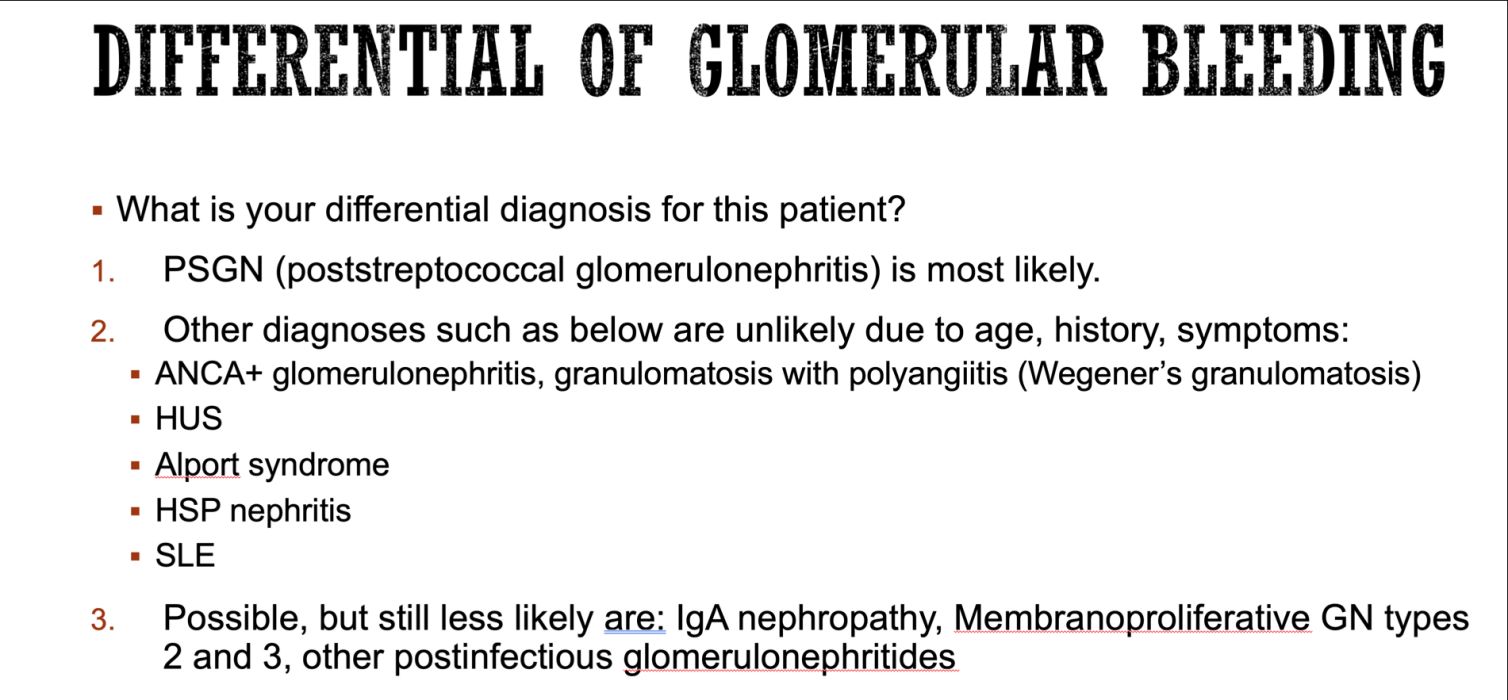 DIFFERENTIAL OF GLOMERULAR BLEEDING
▪ What is your differential diagnosis for this patient?
1. PSGN (poststreptococcal glomerulonephritis) is most likely.
2. Other diagnoses such as below are unlikely due to age, history, symptoms:
▪ ANCA+ glomerulonephritis, granulomatosis with polyangiitis (Wegener’s granulomatosis)
▪ HUS
▪ Alport syndrome
▪ HSP nephritis
▪ SLE
3. Possible, but still less likely are: IgA nephropathy, Membranoproliferative GN types
2 and 3, other postinfectious glomerulonephritides